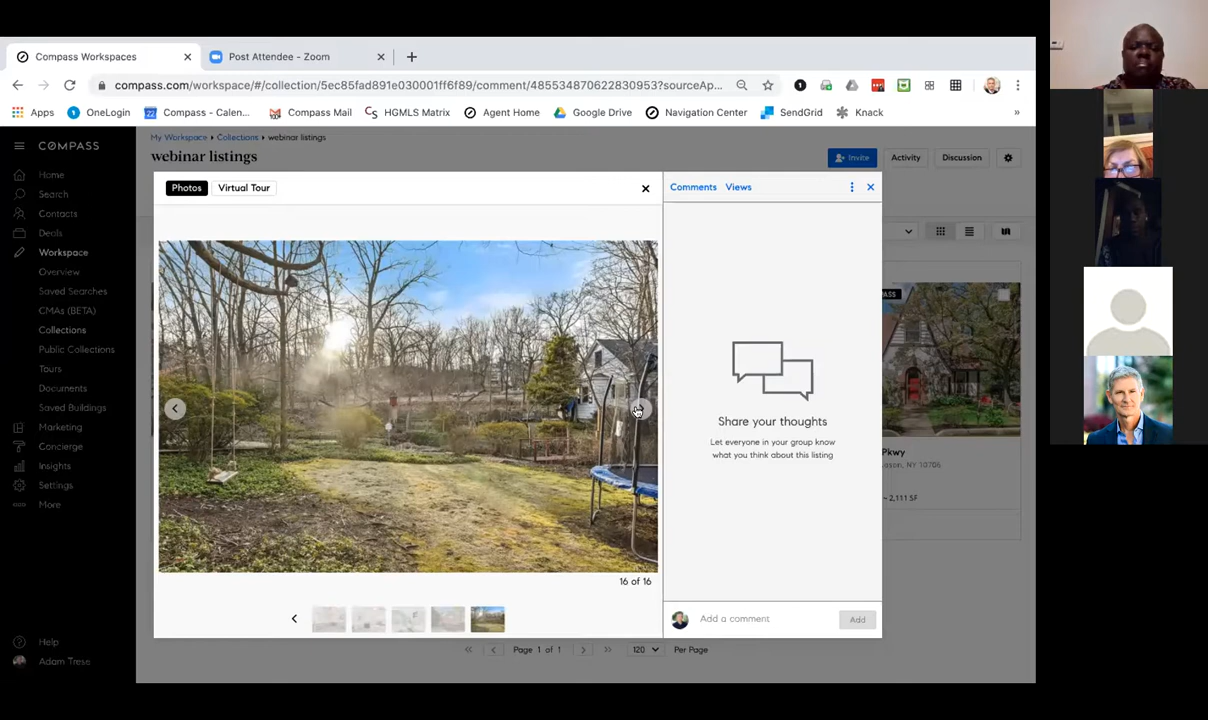 Compass Workspaces
Post Attendee - Zoom
compass.com/workspace/#/collection/5ec85fad891e030001ff6f89/comment/485534870622830953?sourceAp...
Apps
OneLogin
Compass - Calen...
Compass Mail
HGMLS Matrix
Agent Home
Google Drive
Navigation Center
SendGrid
Knack
»
COMPASS
Home
Search
Contacts
Deals
Workspace
Overview
Saved Searches
CMAs (BETA)
Collections
Public Collections
Tours
Documents
Saved Buildings
Marketing
Concierge
Insights
Settings
More
Help
Adam Trese
My Workspace › Collections › webinar listings
webinar listings
Invite
Activity
Discussion
Photos
Virtual Tour
16 of 16
Comments
Views
Share your thoughts
Let everyone in your group know
what you think about this listing
Add a comment
Add
Pkwy
NY 10706
~ 2,111 SF
Page 1 of 1
120
Per Page